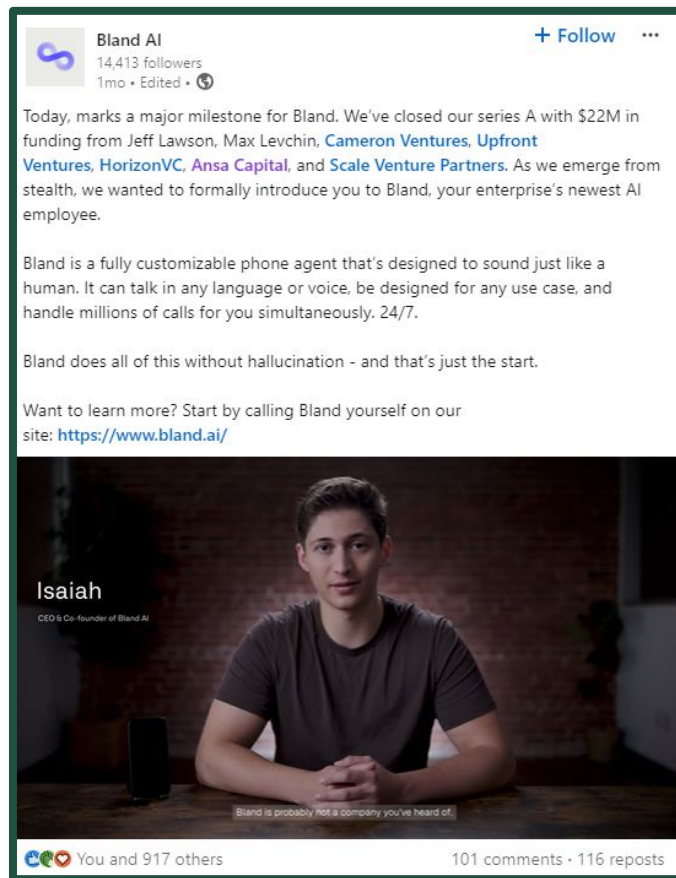 Bland AI
+ Follow ...
14,413 followers
1mo • Edited •
Today, marks a major milestone for Bland. We've closed our series A with $22M in
funding from Jeff Lawson, Max Levchin, Cameron Ventures, Upfront
Ventures, HorizonVC, Ansa Capital, and Scale Venture Partners. As we emerge from
stealth, we wanted to formally introduce you to Bland, your enterprise's newest AI
employee.
Bland is a fully customizable phone agent that's designed to sound just like a
human. It can talk in any language or voice, be designed for any use case, and
handle millions of calls for you simultaneously. 24/7.
Bland does all of this without hallucination - and that's just the start.
Want to learn more? Start by calling Bland yourself on our
site: https://www.bland.ai/
Isaiah
CEO & Co-founder of Bland AI
Bland is probably not a company you've heard of.
You and 917 others
101 comments • 116 reposts